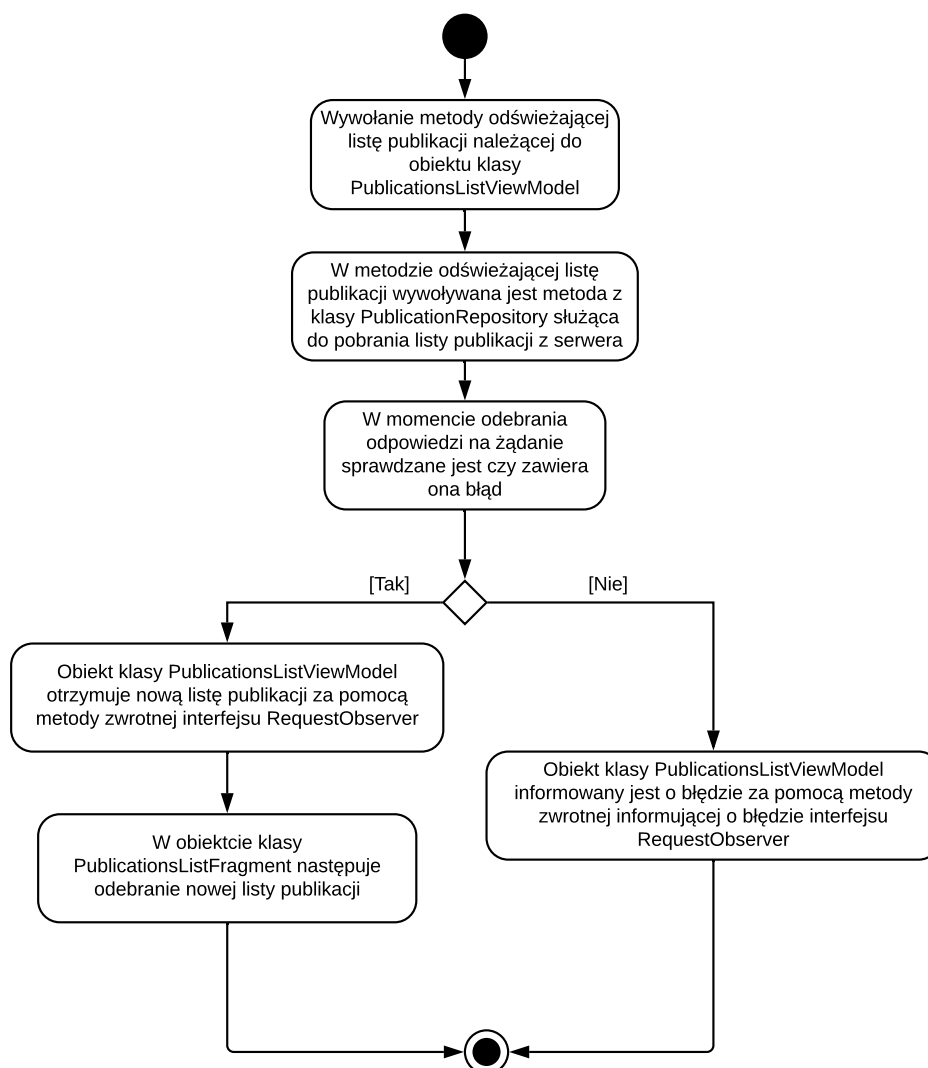 Wywołanie metody odświeżającej
listę publikacji należącej do
obiektu klasy
PublicationsListViewModel
W metodzie odświeżającej listę
publikacji wywoływana jest metoda z
klasy PublicationRepository służąca
do pobrania listy publikacji z serwera
W momencie odebrania
odpowiedzi na żądanie
sprawdzane jest czy zawiera
ona błąd
[Tak]
[Nie]
Obiekt klasy PublicationsListViewModel
otrzymuje nową listę publikacji za pomocą
metody zwrotnej interfejsu RequestObserver
Obiekt klasy PublicationsListViewModel
informowany jest o błędzie za pomocą metody
zwrotnej informującej o błędzie interfejsu
RequestObserver
W obiektcie klasy
PublicationsListFragment następuje
odebranie nowej listy publikacji